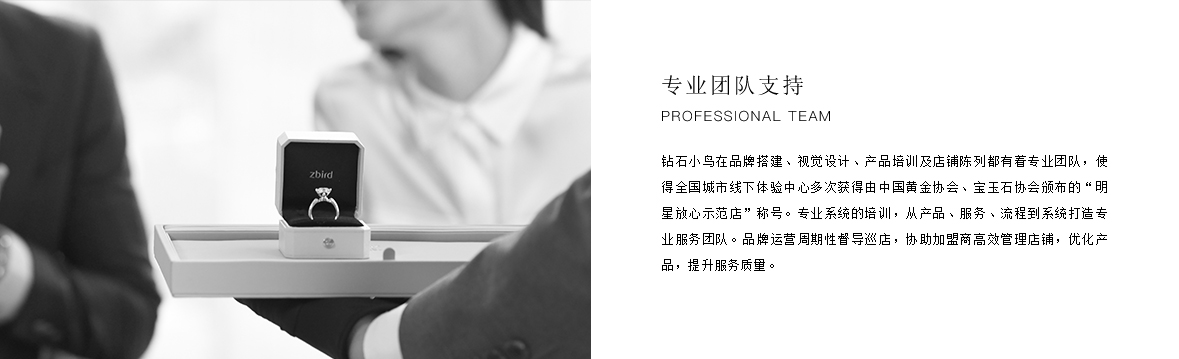 zbird
专业团队支持
PROFESSIONAL TEAM
钻石小鸟在品牌搭建、视觉设计、产品培训及店铺陈列都有着专业团队，使
得全国城市线下体验中心多次获得由中国黄金协会、宝玉石协会颁布的“明
星放心示范店”称号。专业系统的培训，从产品、服务、流程到系统打造专
业服务团队。品牌运营周期性督导巡店，协助加盟商高效管理店铺，优化产
品，提升服务质量。